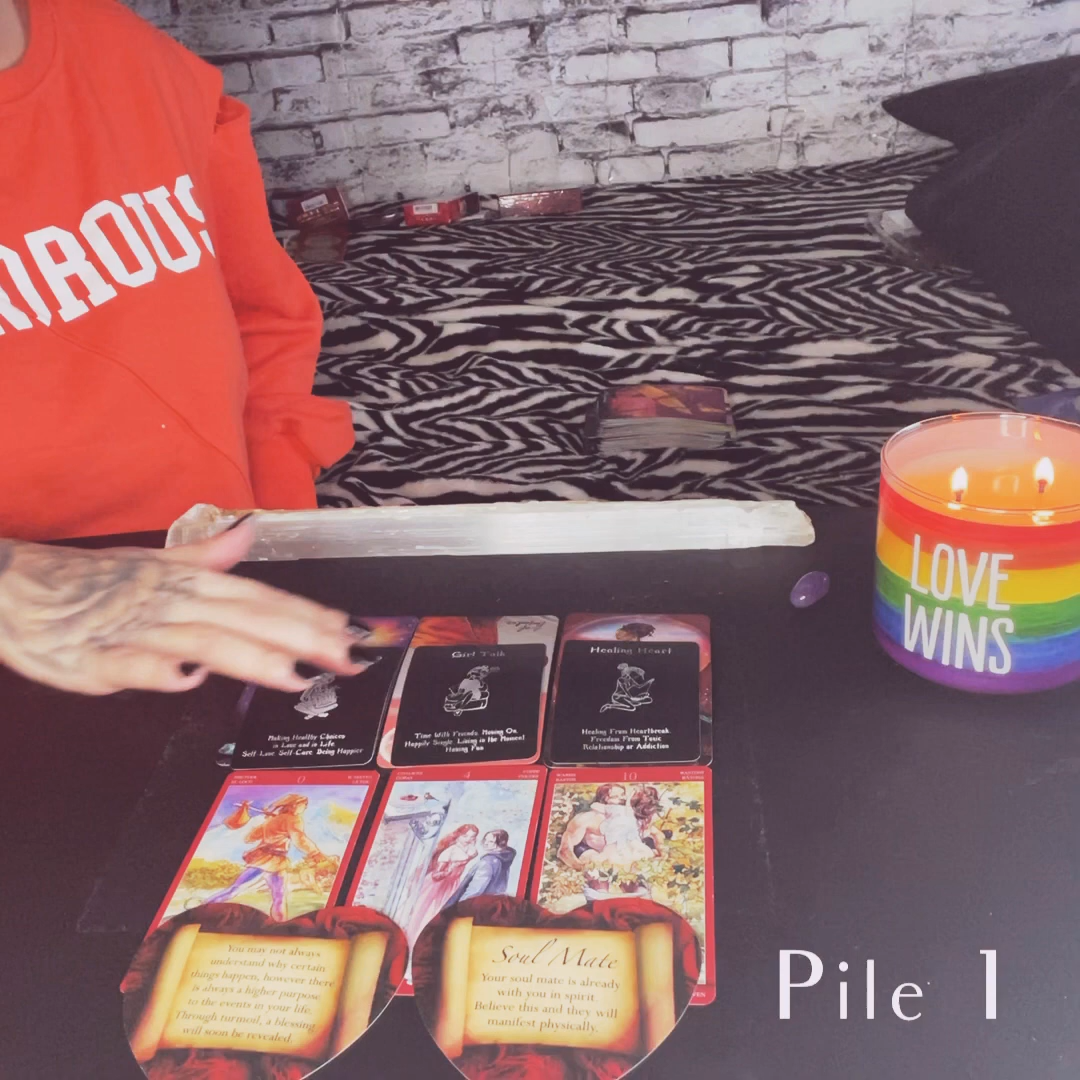 LOVE
WINS
Girl Talk
Healing Heart
Making Healthy Choices
in Love and in Life
Self-Love Self-Care Being Happier
Time With Friends, Moving On,
Happily Single, Living in the Moment
Having Fun
Healing From Heartbreak
Freedom From Toxic
Relationship or Addiction
0
4
10
You may not always
understand why certain
things happen, however there
is always a higher purpose
to the events in your life.
Through turmoil, a blessing
will soon be revealed.
Soul Mate
Your soul mate is already
with you in spirit.
Believe this and they will
manifest physically.
Pile 1